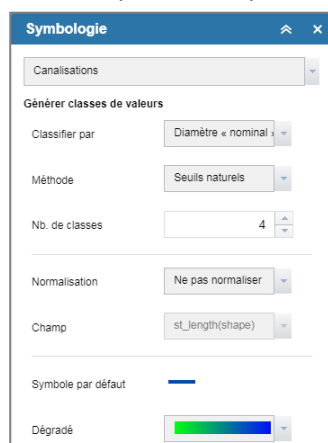 Symbologie
Canalisations
Générer classes de valeurs
Classifier par
Diamètre « nominal »
Méthode
Seuils naturels
Nb. de classes
4
Normalisation
Ne pas normaliser
Champ
st_length(shape)
Symbole par défaut
Dégradé